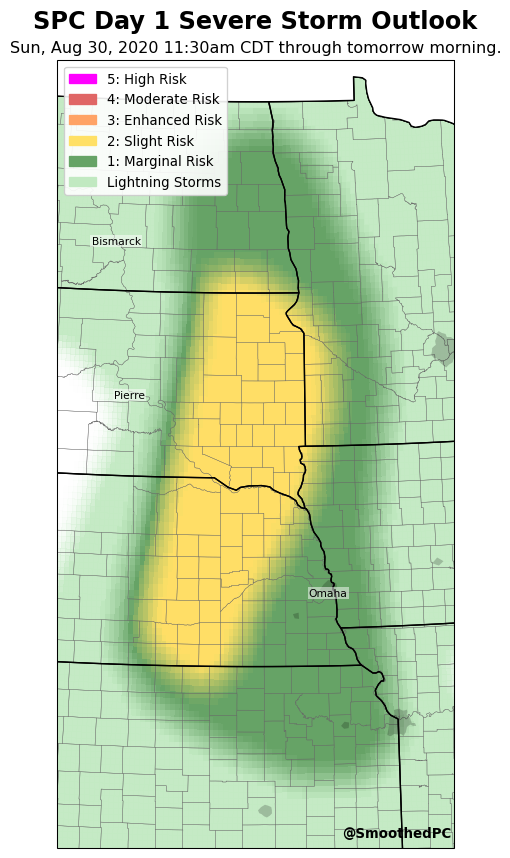 SPC Day 1 Severe Storm Outlook
Sun, Aug 30, 2020 11:30am CDT through tomorrow morning.
5: High Risk
4: Moderate Risk
3: Enhanced Risk
2: Slight Risk
1: Marginal Risk
Lightning Storms
Bismarck
Pierre
Omaha
@SmoothedPC